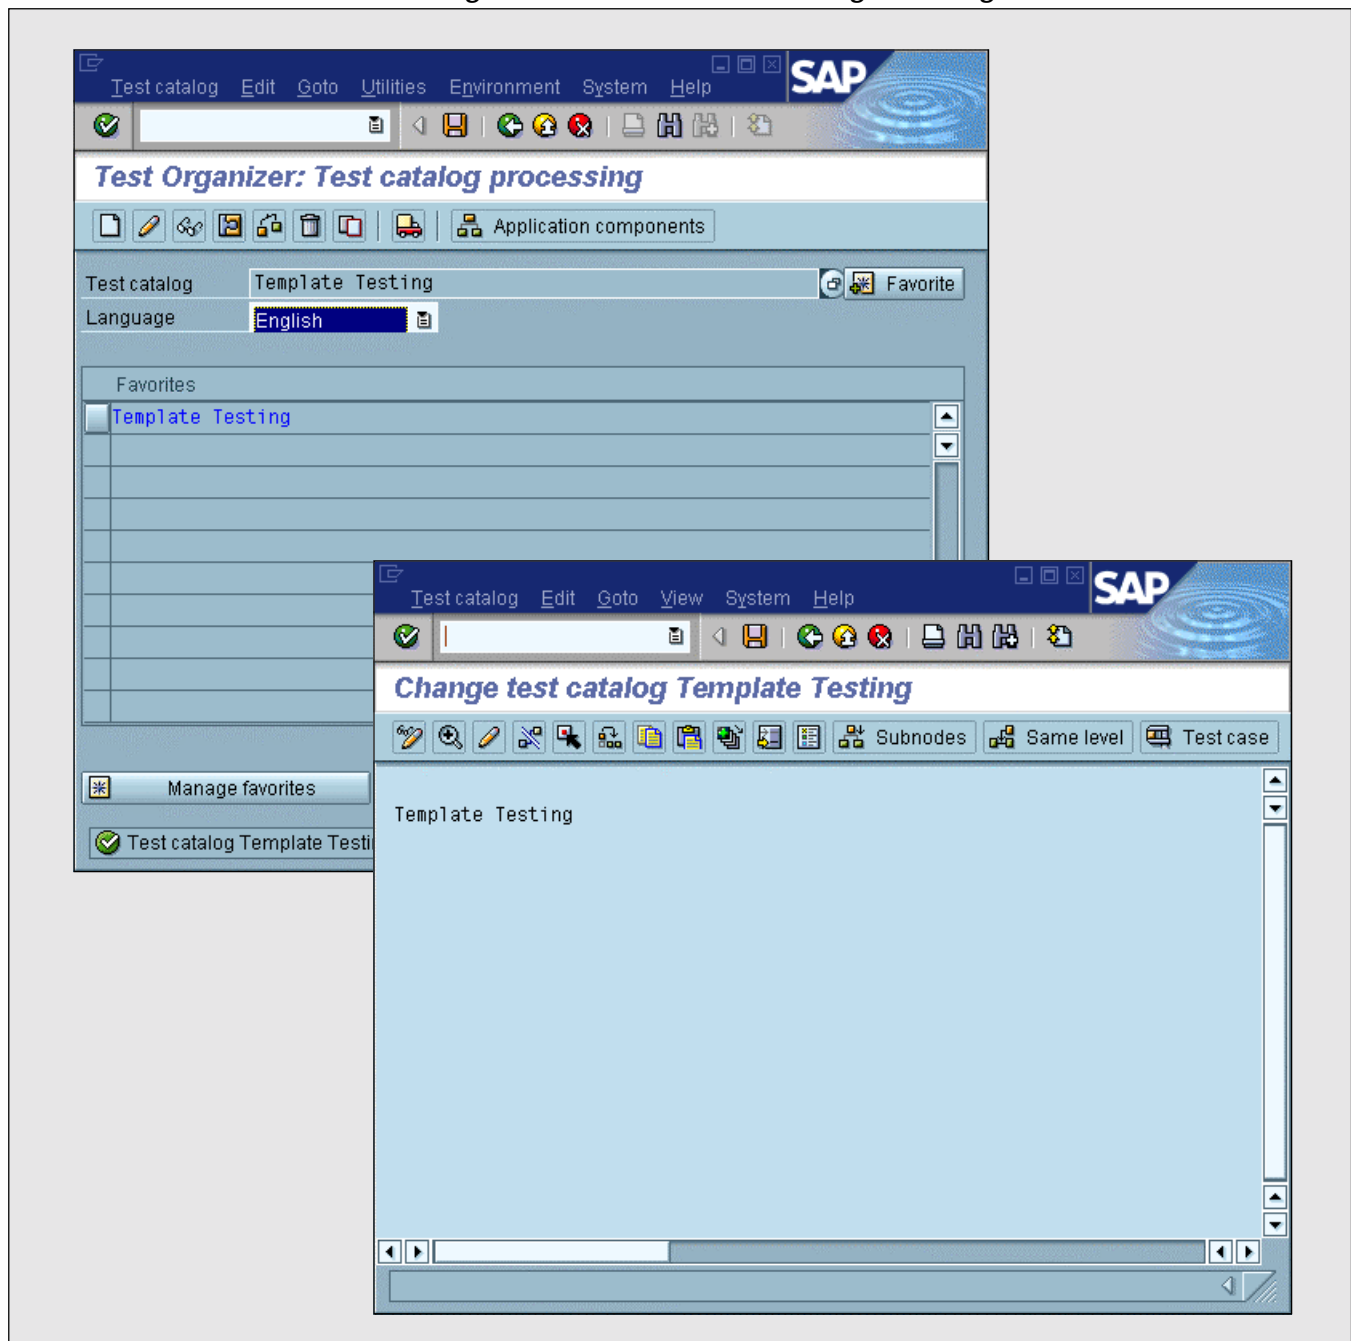 Test catalog Edit Goto Utilities Environment System Help
SAP
Test Organizer: Test catalog processing
Application components
Test catalog Template Testing Favorite
Language English
Favorites
Template Testing
Manage favorites
Test catalog Template
Test catalog Edit Goto View System Help
SAP
Change test catalog Template Testing
Subnodes Same level Test case
Template Testing